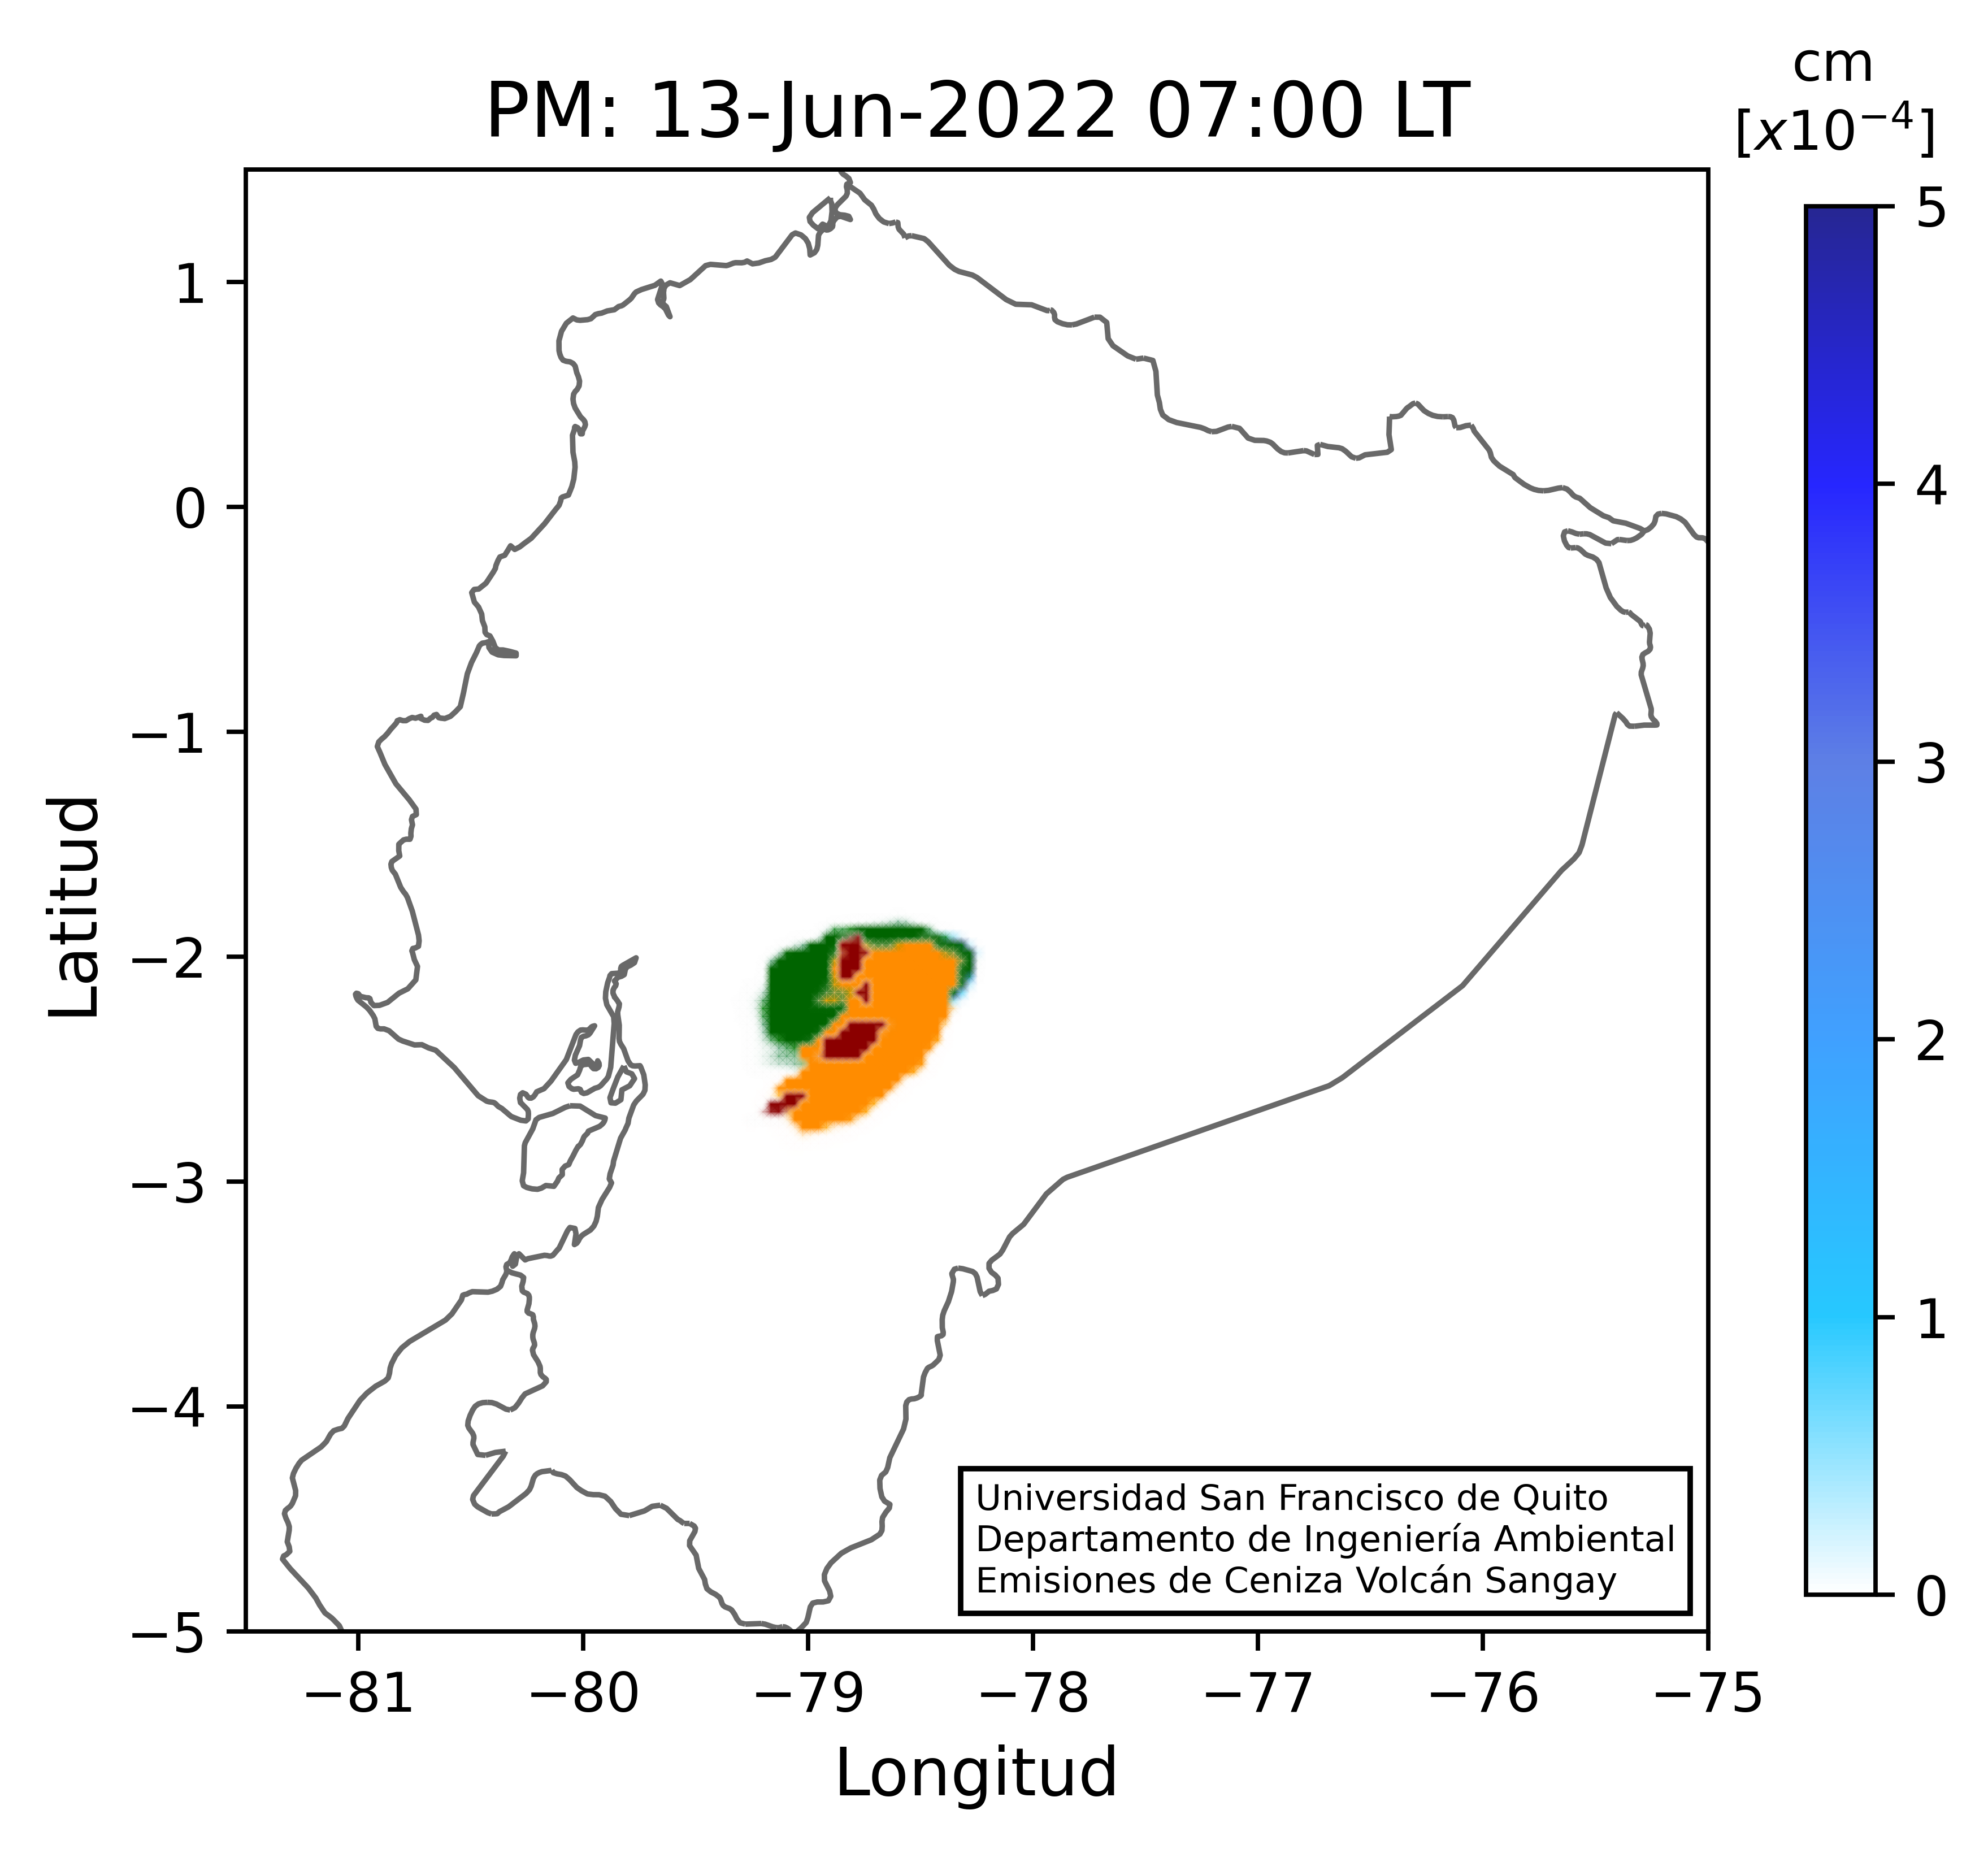 cm
[x10⁻⁴]
PM: 13-Jun-2022 07:00 LT
5
4
3
2
1
0
1
0
−1
−2
−3
−4
−5
Latitud
−81
−80
−79
−78
−77
−76
−75
Longitud
Universidad San Francisco de Quito
Departamento de Ingeniería Ambiental
Emisiones de Ceniza Volcán Sangay